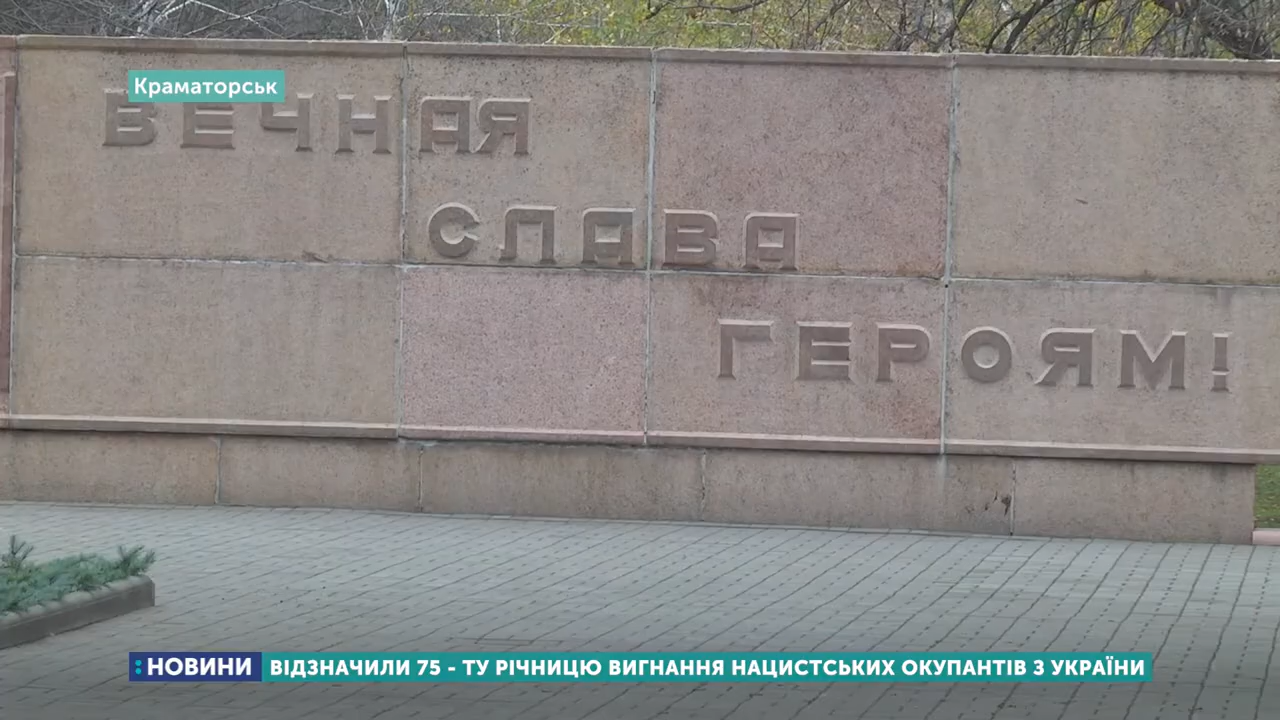 Краматорськ
ВЕЧНАЯ
СЛАВА
ГЕРОЯМ!
:НОВИНИ ВІДЗНАЧИЛИ 75 - ТУ РІЧНИЦЮ ВИГНАННЯ НАЦИСТСЬКИХ ОКУПАНТІВ З УКРАЇНИ